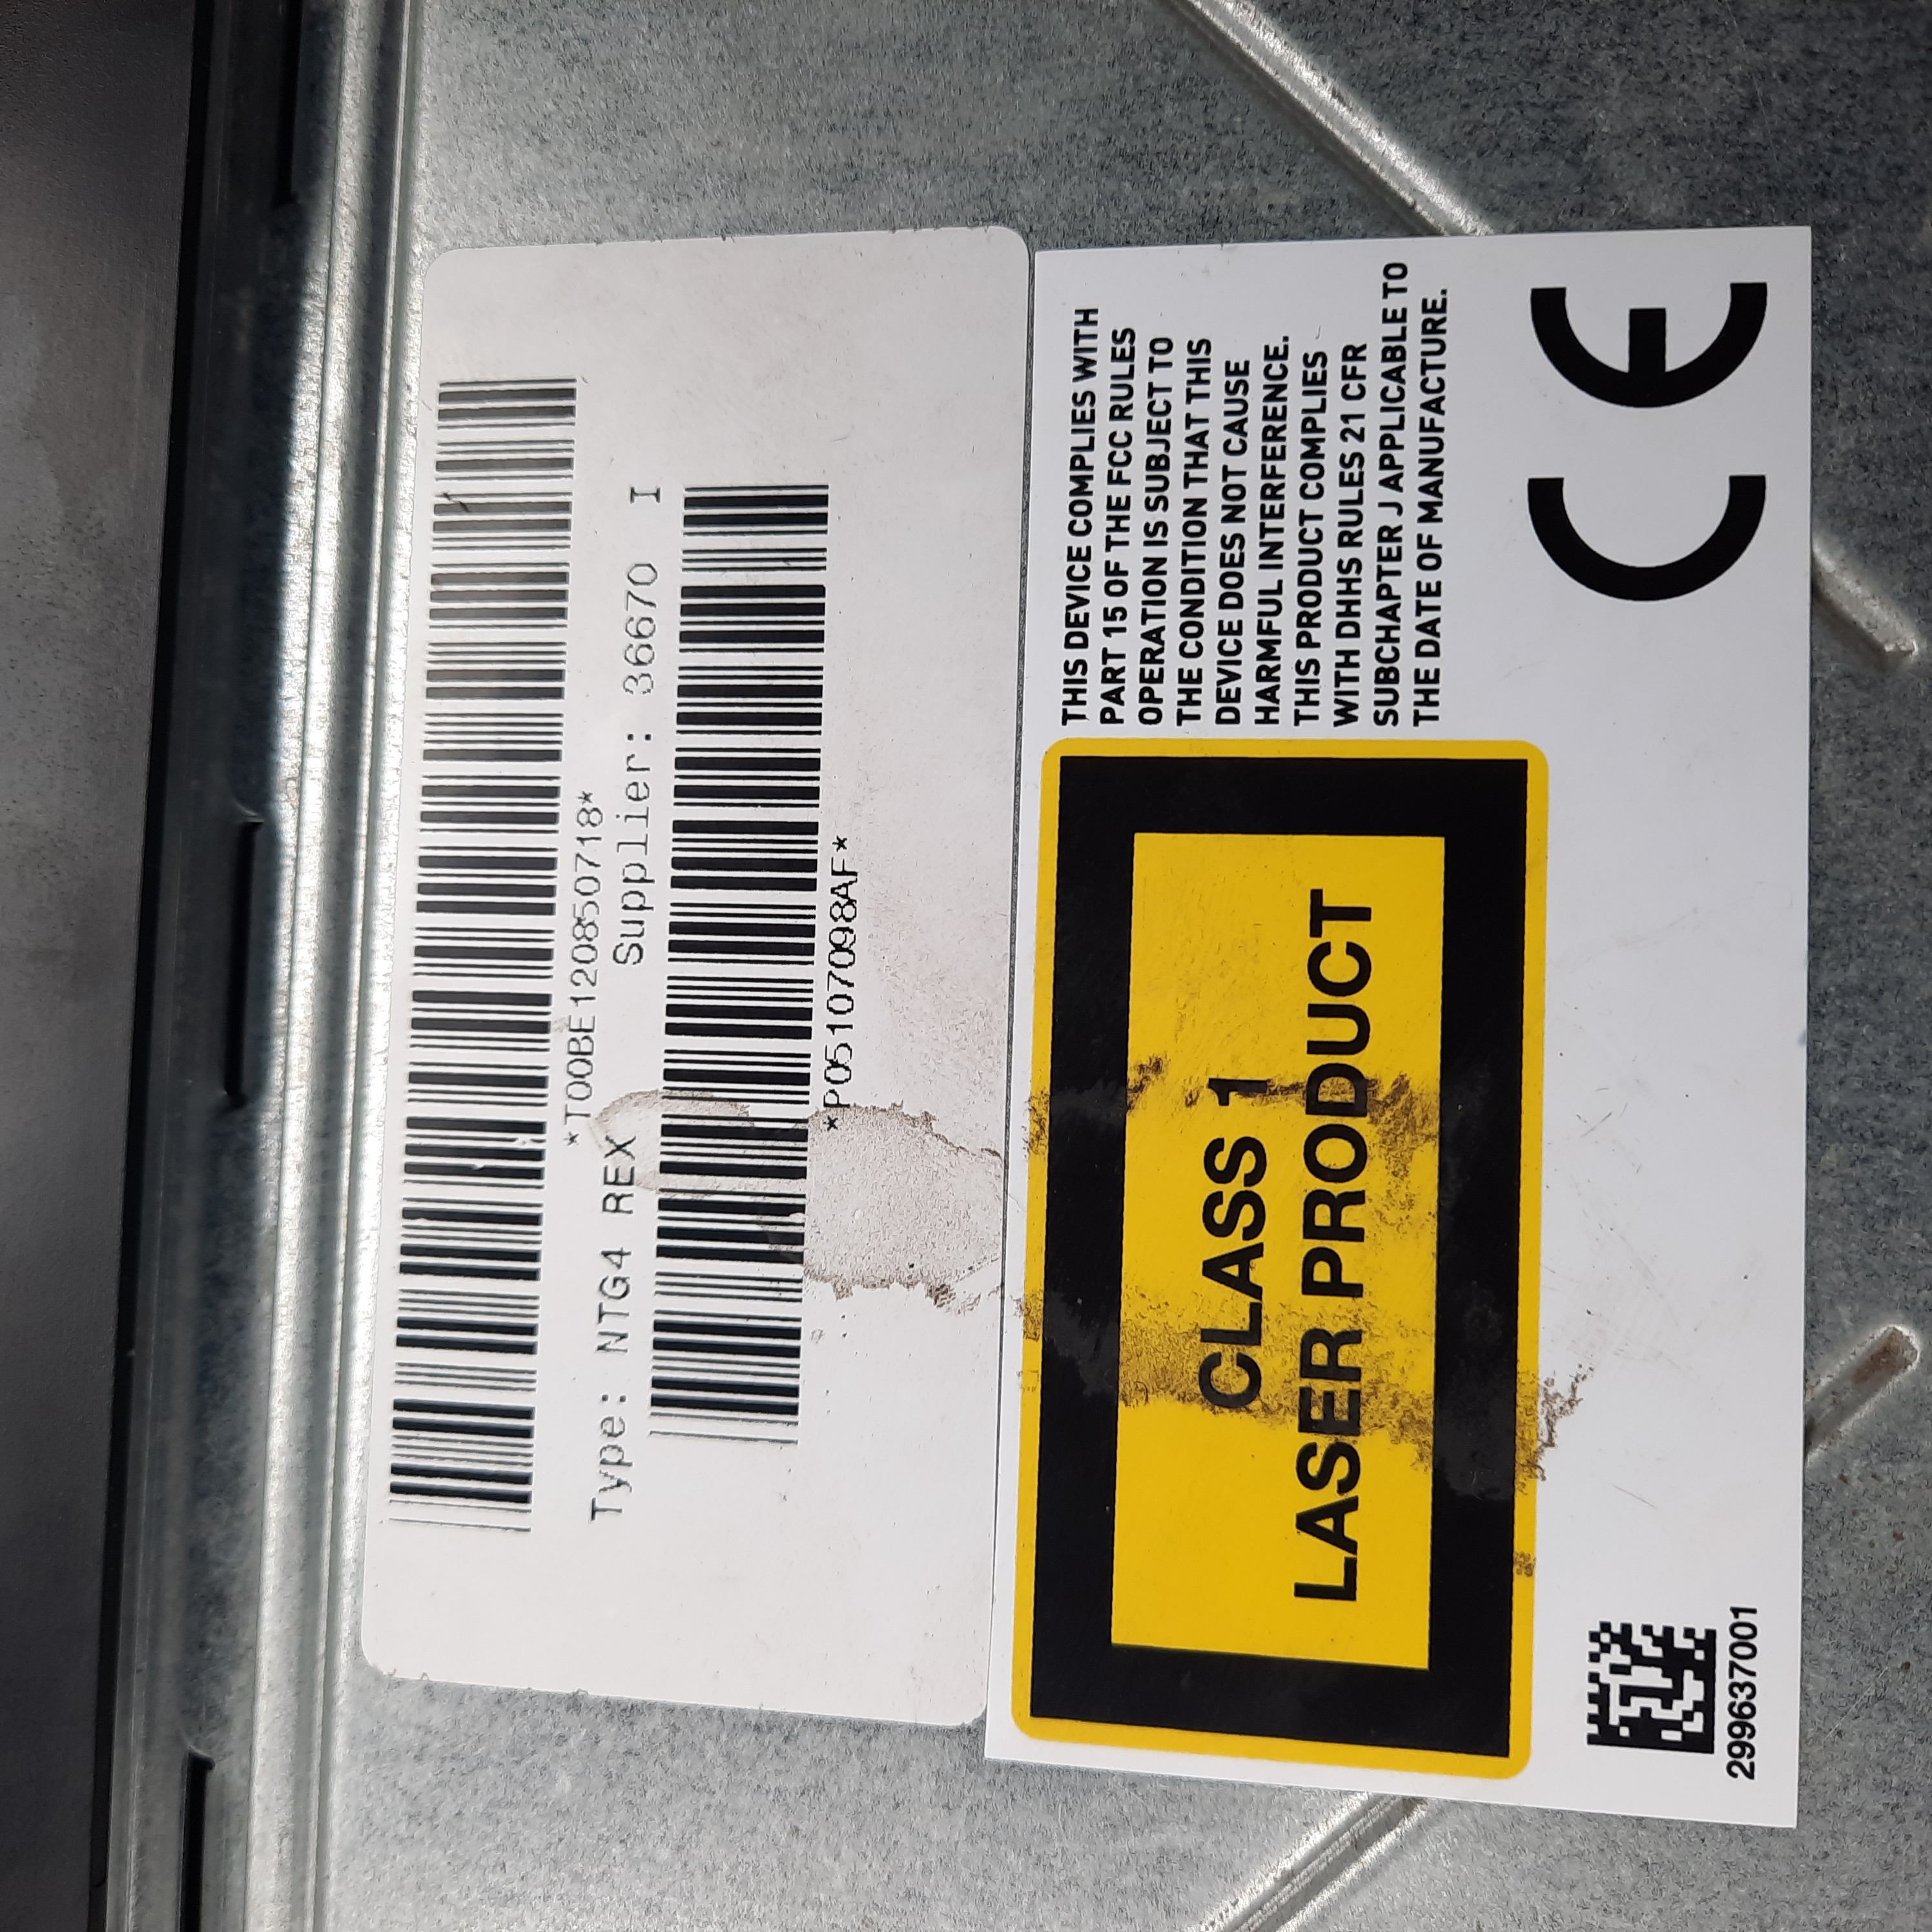 *T00BE120850718*
Type: NTG4 REX Supplier: 36670 I
*P05107098AF*
THIS DEVICE COMPLIES WITH
PART 15 OF THE FCC RULES
OPERATION IS SUBJECT TO
THE CONDITION THAT THIS
DEVICE DOES NOT CAUSE
HARMFUL INTERFERENCE.
THIS PRODUCT COMPLIES
WITH DHHS RULES 21 CFR
SUBCHAPTER J APPLICABLE TO
THE DATE OF MANUFACTURE.
CLASS 1
LASER PRODUCT
CE
299637001